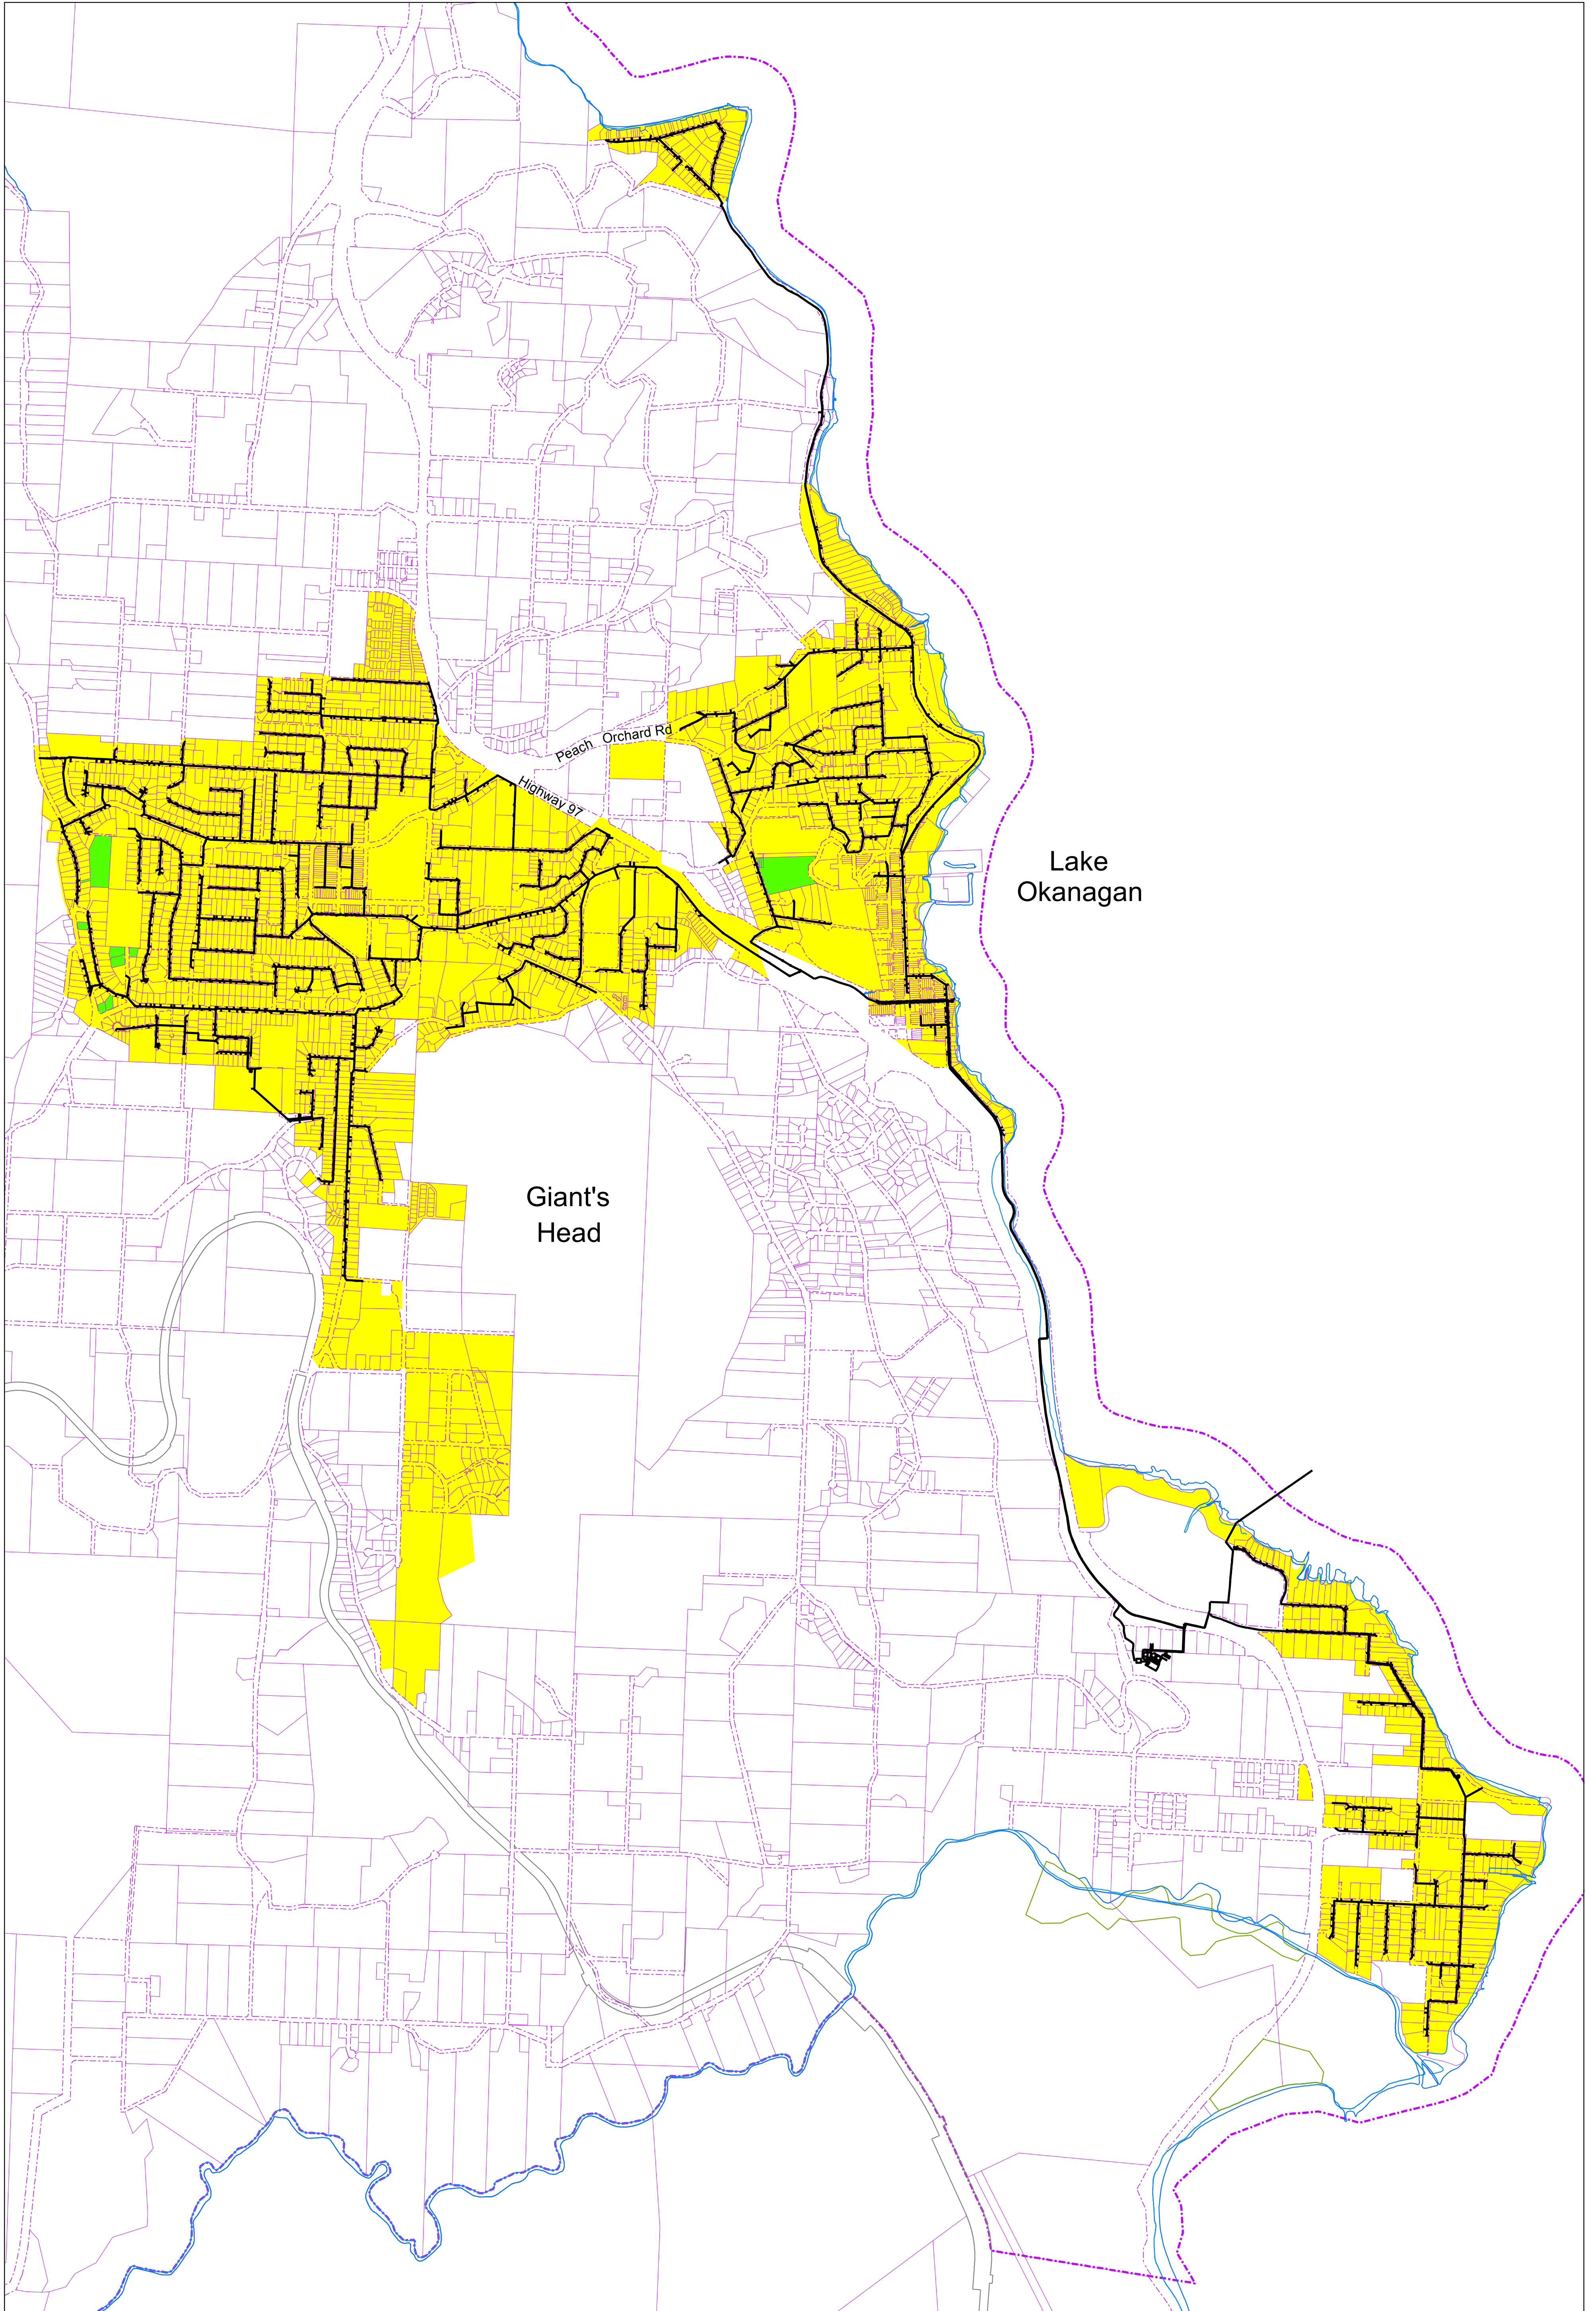 Peach Orchard Rd
Highway 97
Lake
Okanagan
Giant's
Head